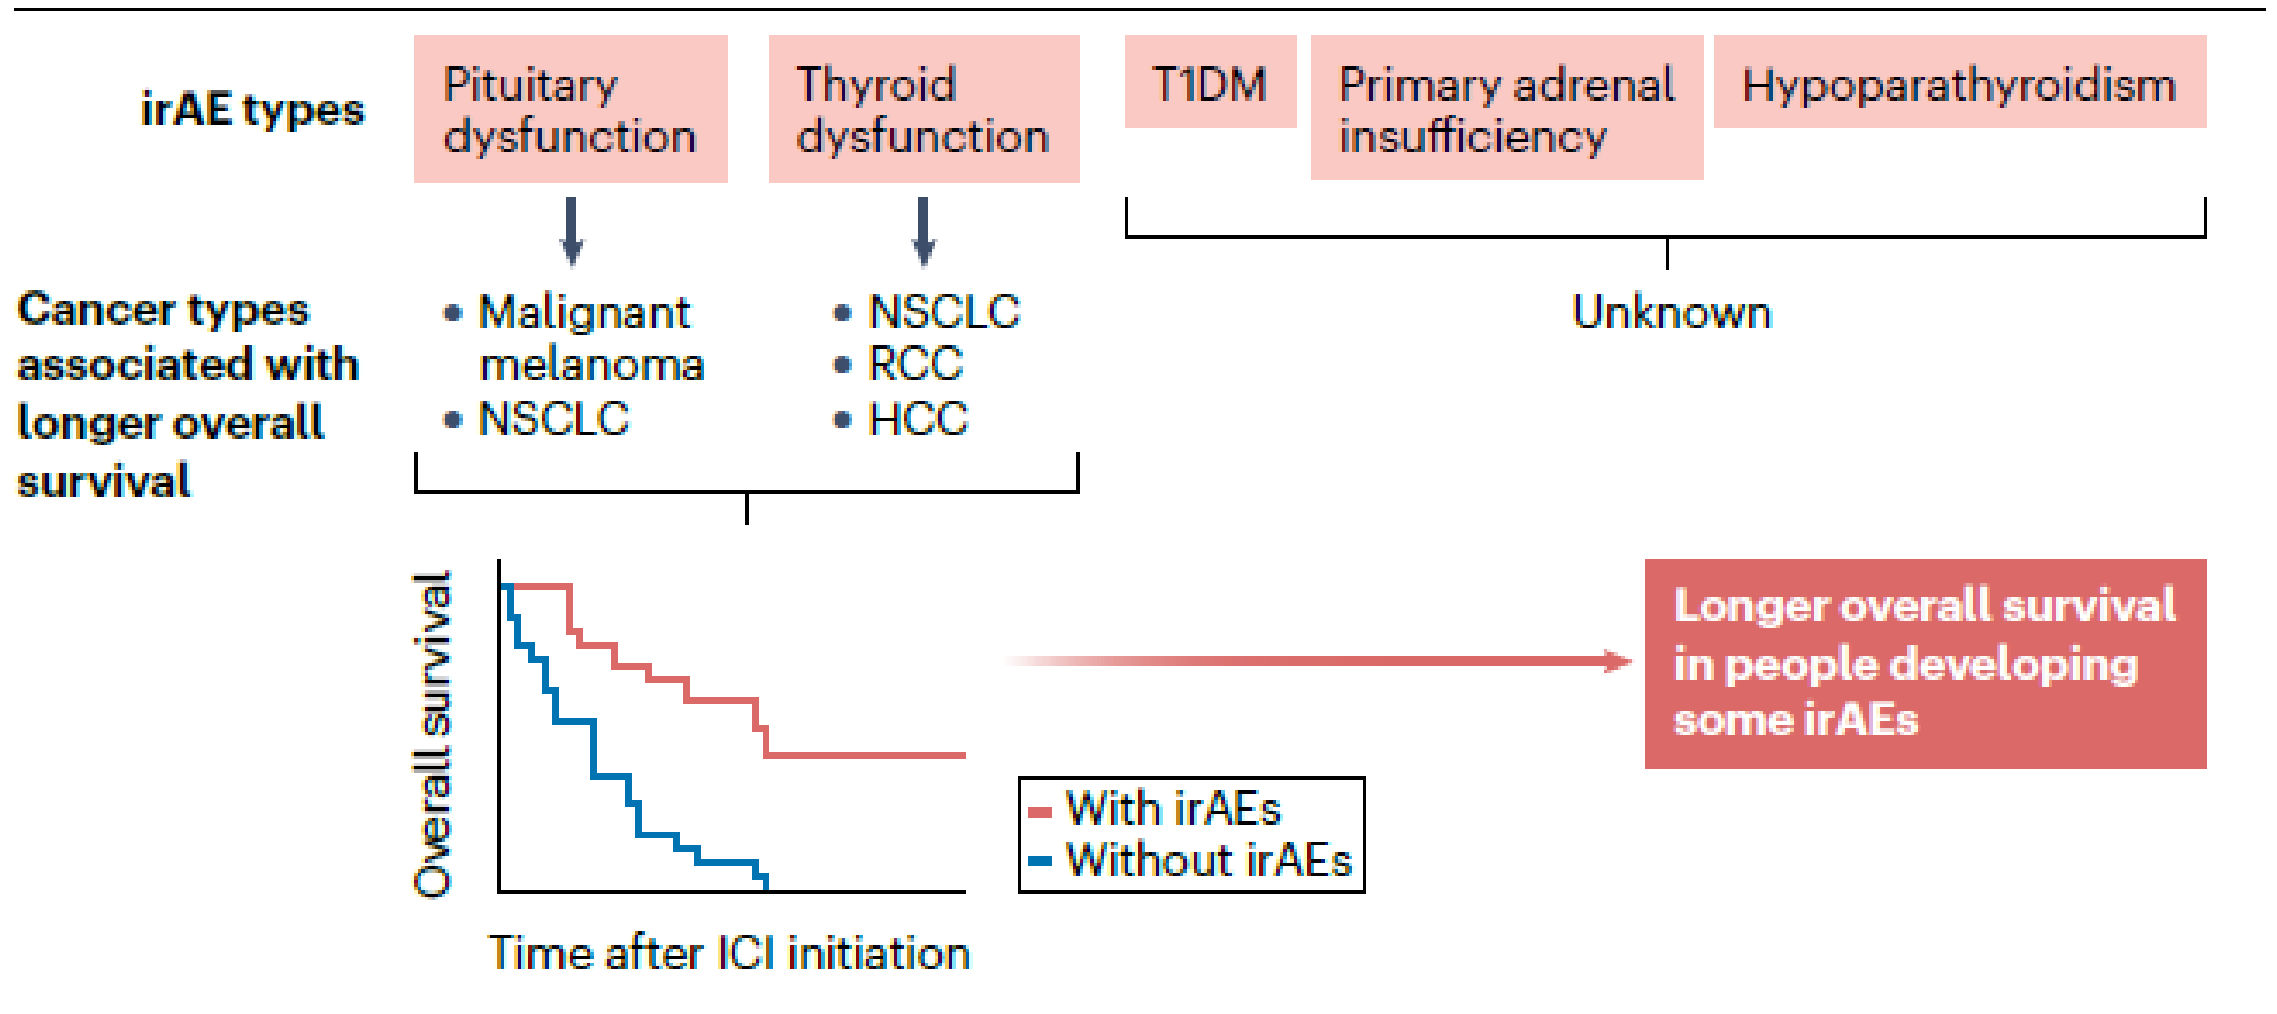 irAE types
Pituitary
dysfunction
Thyroid
dysfunction
T1DM
Primary adrenal
insufficiency
Hypoparathyroidism
Cancer types
associated with
longer overall
survival
• Malignant
melanoma
• NSCLC
• NSCLC
• RCC
• HCC
Unknown
Overall survival
Time after ICI initiation
With irAEs
Without irAEs
Longer overall survival
in people developing
some irAEs